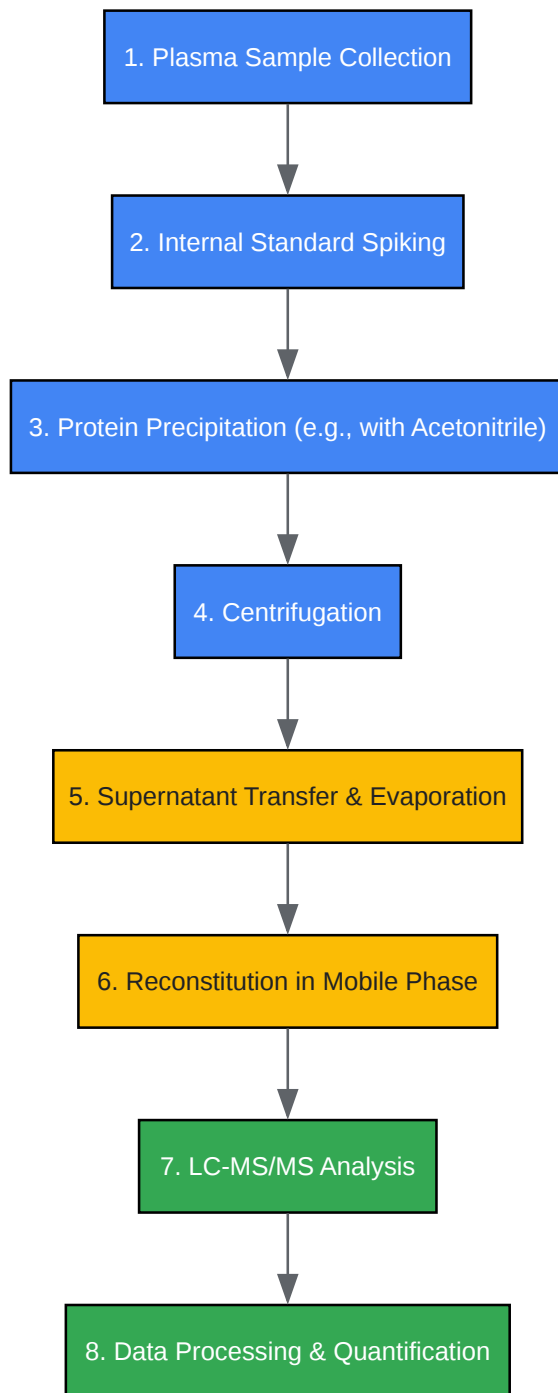 1. Plasma Sample Collection
2. Internal Standard Spiking
3. Protein Precipitation (e.g., with Acetonitrile)
4. Centrifugation
5. Supernatant Transfer & Evaporation
6. Reconstitution in Mobile Phase
7. LC-MS/MS Analysis
8. Data Processing & Quantification